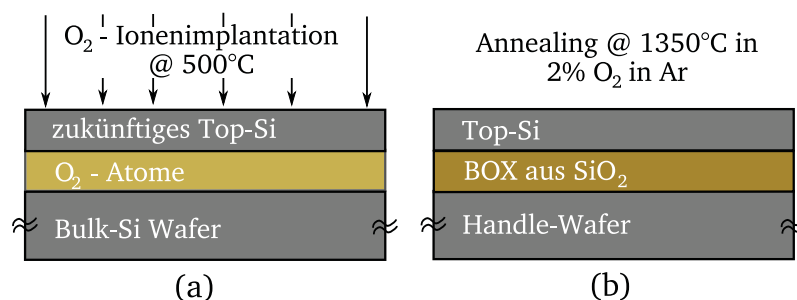 O₂ - Ionenimplantation
@ 500°C
zukünftiges Top-Si
O₂ - Atome
Bulk-Si Wafer
(a)
Annealing @ 1350°C in
2% O₂ in Ar
Top-Si
BOX aus SiO₂
Handle-Wafer
(b)